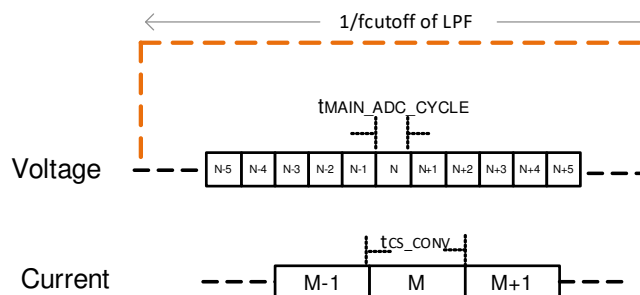 1/fcutoff of LPF
tMAIN_ADC_CYCLE
Voltage
N-5 N-4 N-3 N-2 N-1 N N+1 N+2 N+3 N+4 N+5
tCS_CONV
Current
M-1 M M+1